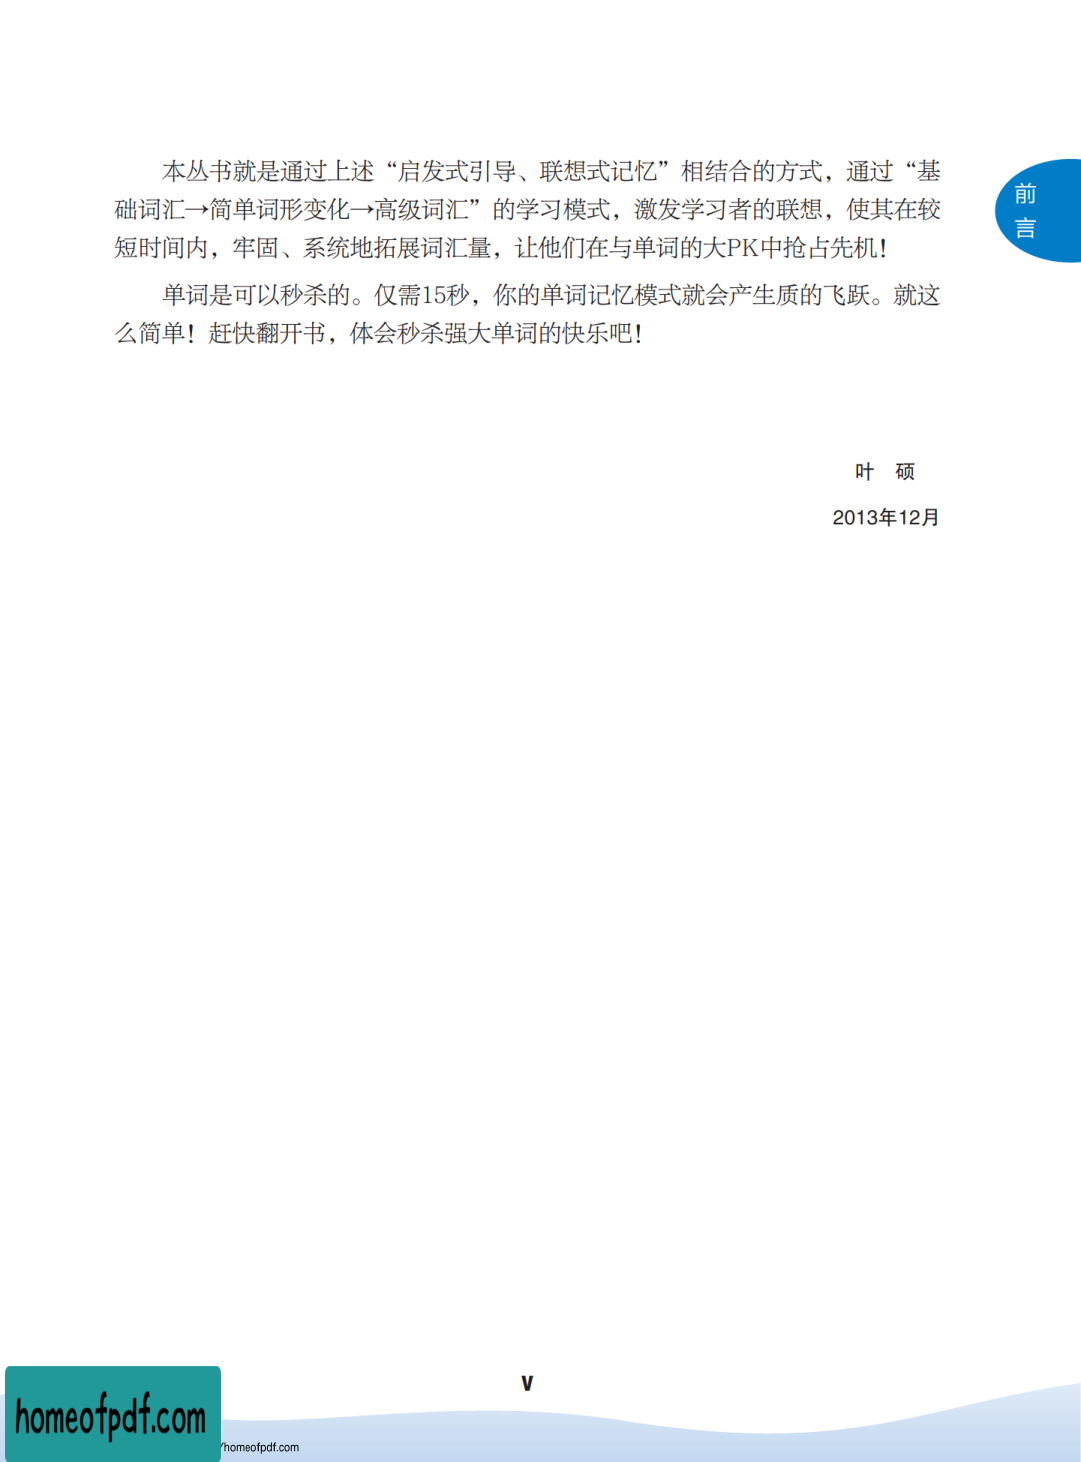 本丛书就是通过上述“启发式引导、联想式记忆”相结合的方式，通过“基
础词汇→简单词形变化→高级词汇”的学习模式，激发学习者的联想，使其在较
短时间内，牢固、系统地拓展词汇量，让他们在与单词的大PK中抢占先机！
单词是可以秒杀的。仅需15秒，你的单词记忆模式就会产生质的飞跃。就这
么简单！赶快翻开书，体会秒杀强大单词的快乐吧！
前
言
叶 硕
2013年12月
V
homeofpdf.com
/homeofpdf.com